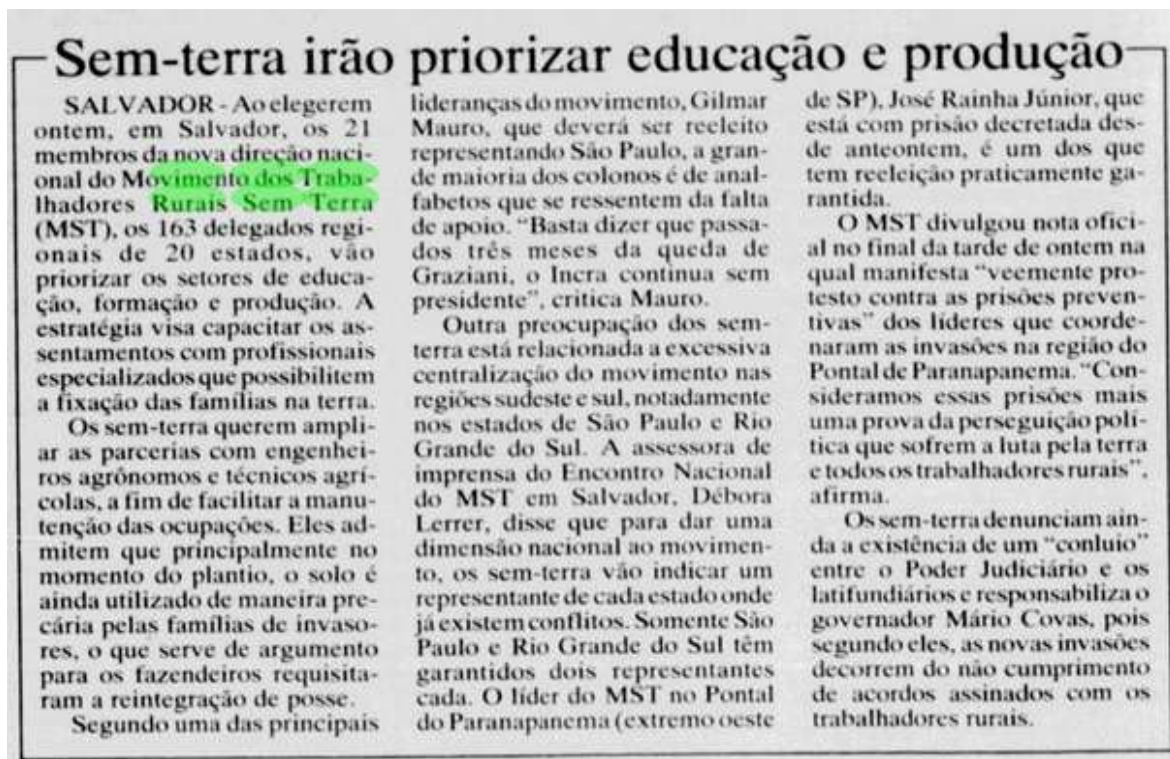 Sem-terra irão priorizar educação e produção
SALVADOR - Ao elegerem
ontem, em Salvador, os 21
membros da nova direção naci-
onal do Movimento dos Traba-
lhadores Rurais Sem Terra
(MST), os 163 delegados regi-
onais de 20 estados, vão
priorizar os setores de educa-
ção, formação e produção. A
estratégia visa capacitar os as-
sentamentos com profissionais
especializados que possibilitem
a fixação das famílias na terra.
Os sem-terra querem ampli-
ar as parcerias com engenhei-
ros agrônomos e técnicos agrí-
colas, a fim de facilitar a manu-
tenção das ocupações. Eles ad-
mitem que principalmente no
momento do plantio, o solo é
ainda utilizado de maneira pre-
cária pelas famílias de invaso-
res, o que serve de argumento
para os fazendeiros requisita-
ram a reintegração de posse.
Segundo uma das principais
lideranças do movimento, Gilmar
Mauro, que deverá ser reeleito
representando São Paulo, a gran-
de maioria dos colonos é de anal-
fabetos que se ressentem da falta
de apoio. “Basta dizer que passa-
dos três meses da queda de
Graziani, o Incra continua sem
presidente”, critica Mauro.
Outra preocupação dos sem-
terra está relacionada a excessiva
centralização do movimento nas
regiões sudeste e sul, notadamente
nos estados de São Paulo e Rio
Grande do Sul. A assessora de
imprensa do Encontro Nacional
do MST em Salvador, Débora
Lerrer, disse que para dar uma
dimensão nacional ao movimen-
to, os sem-terra vão indicar um
representante de cada estado onde
já existem conflitos. Somente São
Paulo e Rio Grande do Sul têm
garantidos dois representantes
cada. O líder do MST no Pontal
do Paranapanema (extremo oeste
de SP), José Rainha Júnior, que
está com prisão decretada des-
de anteontem, é um dos que
tem reeleição praticamente ga-
rantida.
O MST divulgou nota ofici-
al no final da tarde de ontem na
qual manifesta “veemente pro-
testo contra as prisões preven-
tivas” dos líderes que coorde-
naram as invasões na região do
Pontal de Paranapanema. “Con-
sideramos essas prisões mais
uma prova da perseguição polí-
tica que sofrem a luta pela terra
e todos os trabalhadores rurais”,
afirma.
Os sem-terra denunciam ain-
da a existência de um “conluio”
entre o Poder Judiciário e os
latifundiários e responsabiliza o
governador Mário Covas, pois
segundo eles, as novas invasões
decorrem do não cumprimento
de acordos assinados com os
trabalhadores rurais.